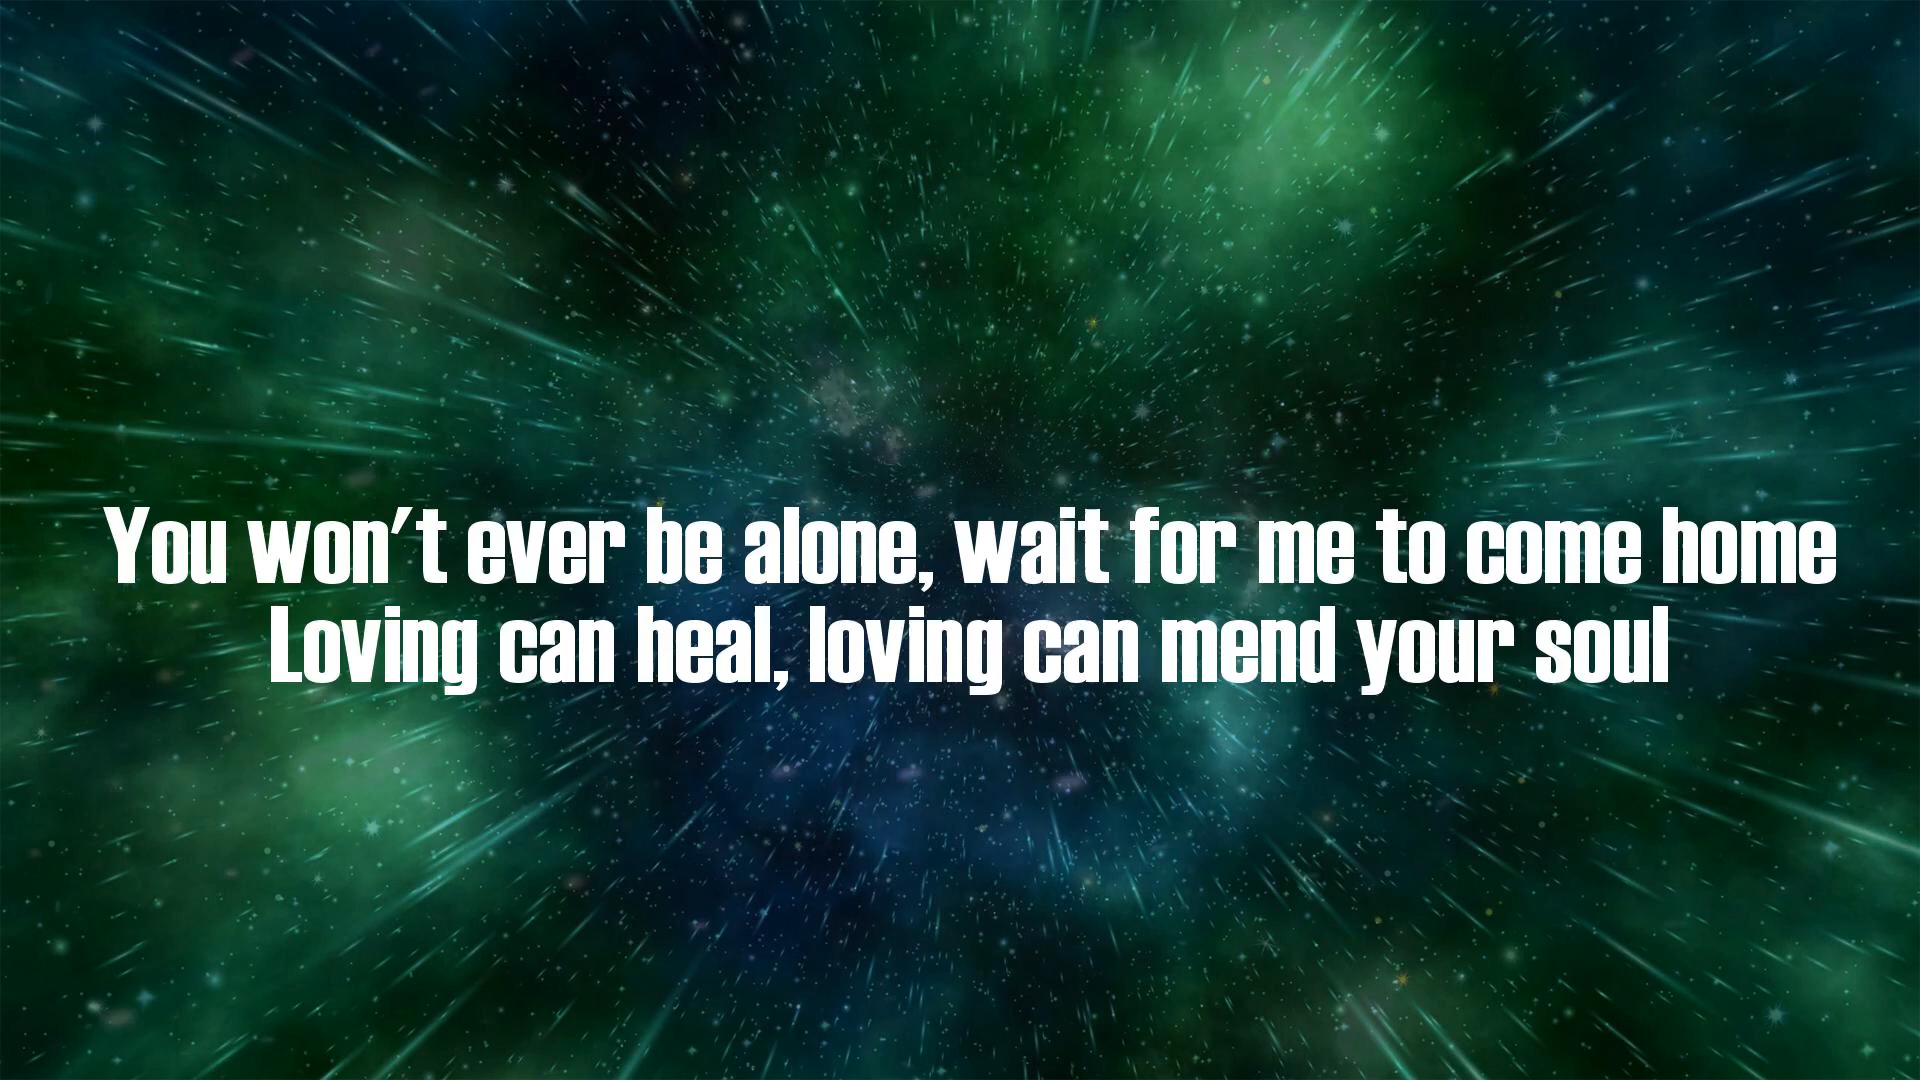 You won't ever be alone, wait for me to come home
Loving can heal, loving can mend your soul